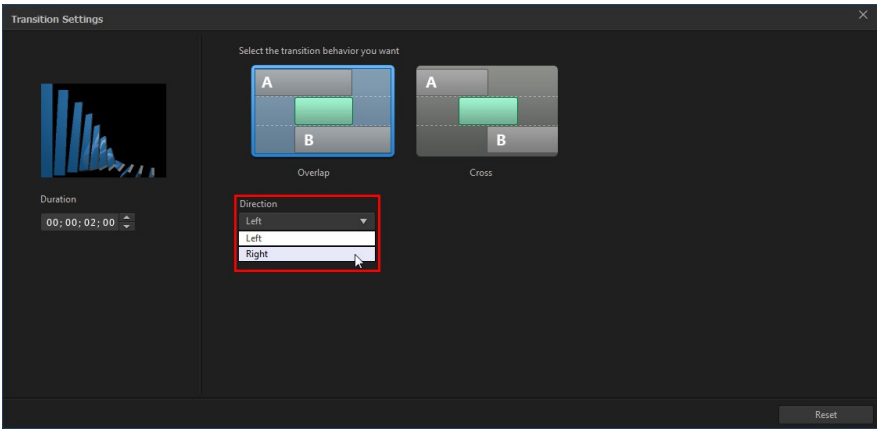 Transition Settings
Select the transition behavior you want
A
B
A
B
Overlap
Cross
Duration
00; 00; 02; 00
Direction
Left
Left
Right
Reset